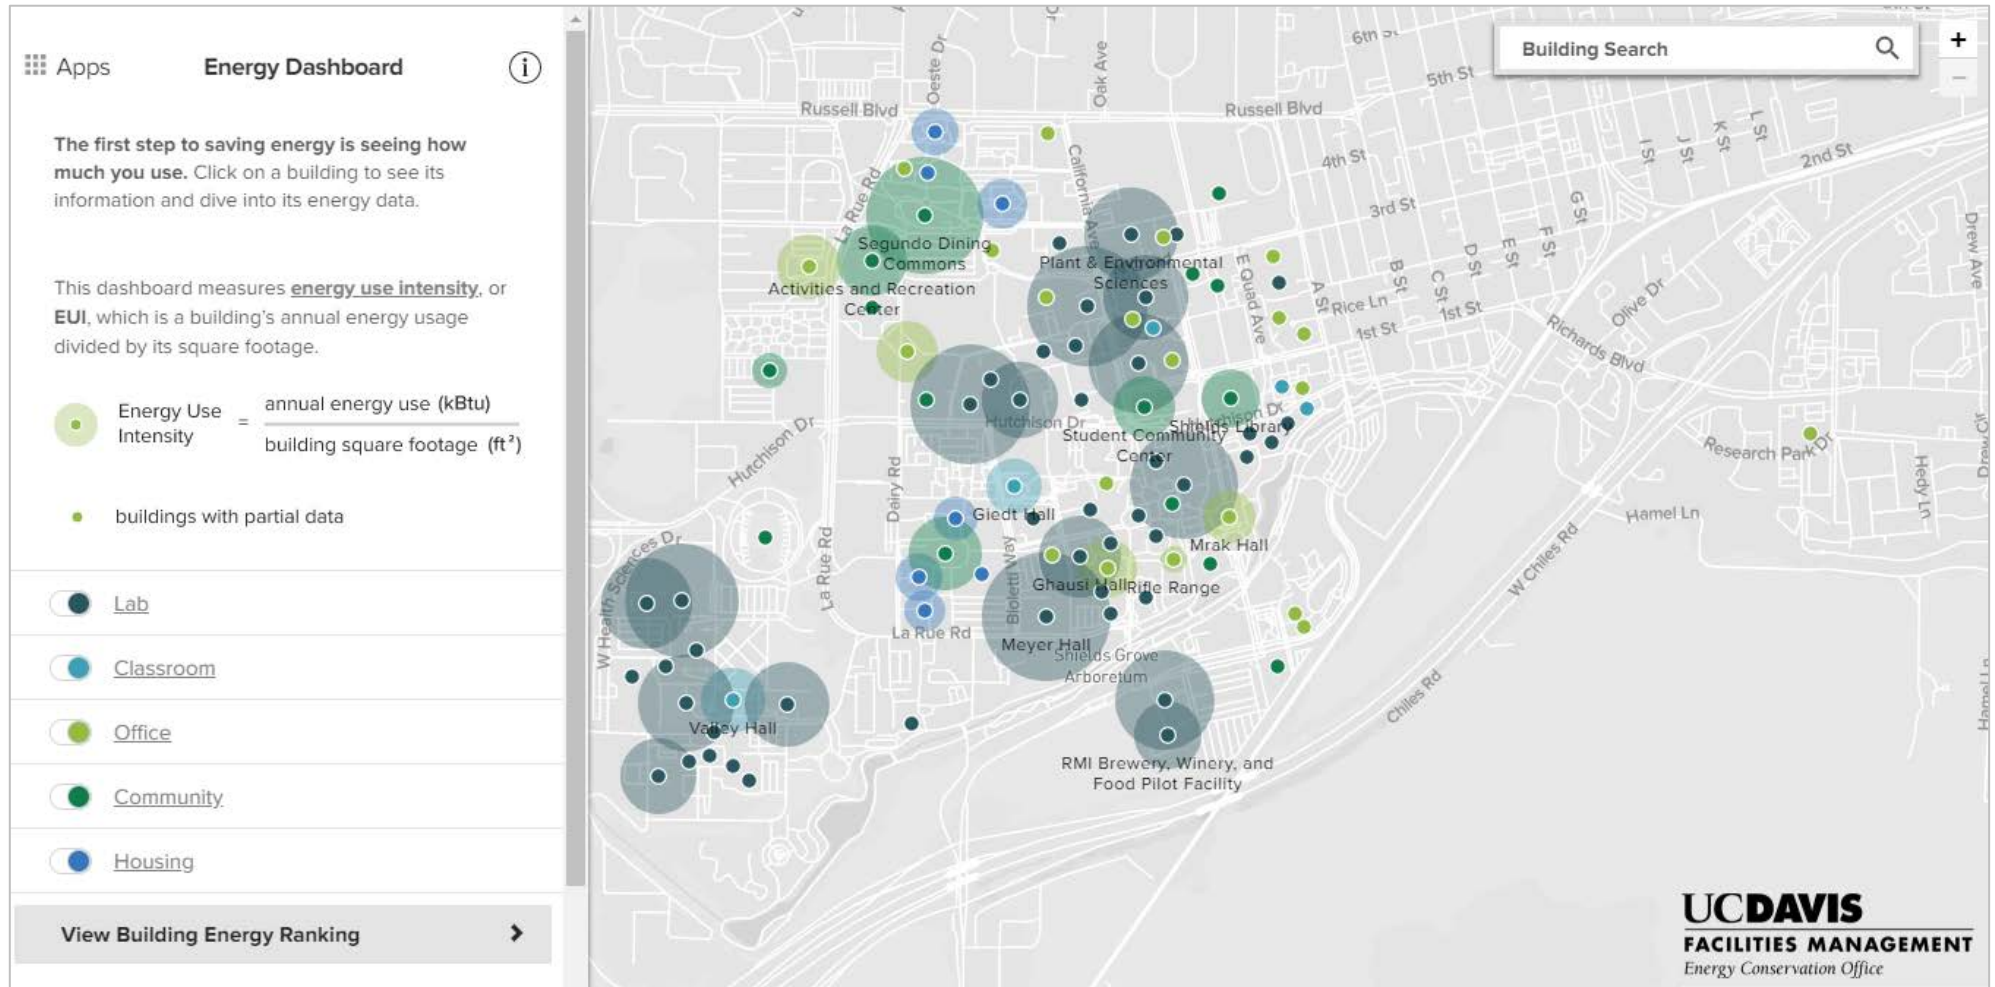 Apps
Energy Dashboard
i
The first step to saving energy is seeing how
much you use. Click on a building to see its
information and dive into its energy data.
This dashboard measures energy use intensity, or
EUI, which is a building's annual energy usage
divided by its square footage.
Energy Use
Intensity
=
annual energy use (kBtu)
building square footage (ft²)
buildings with partial data
Lab
Classroom
Office
Community
Housing
View Building Energy Ranking
Building Search
+
−
Oeste Dr
Oak Ave
5th St
Russell Blvd
Russell Blvd
L St
K St
J St
I St
2nd St
4th St
California Ave
La Rue Rd
3rd St
G St
F St
E St
D St
C St
B St
A St
Drew Ave
Segundo Dining
Commons
Plant & Environmental
Sciences
E Quad Ave
Activities and Recreation
Center
Rice Ln
1st St
1st St
Olive Dr
Richards Blvd
Hutchison Dr
Hutchison Dr
Hutchison Dr
Shields Library
Student Community
Center
Research Park Dr
Drew Cir
Hedy Ln
Dairy Rd
Giedt Hall
Hamel Ln
Mrak Hall
W Health Sciences Dr
La Rue Rd
Bioletti Way
Ghausi Hall
Rifle Range
W Chiles Rd
La Rue Rd
Meyer Hall
Shields Grove
Arboretum
Chiles Rd
Hamel Ln
Valley Hall
RMI Brewery, Winery, and
Food Pilot Facility
UCDAVIS
FACILITIES MANAGEMENT
Energy Conservation Office